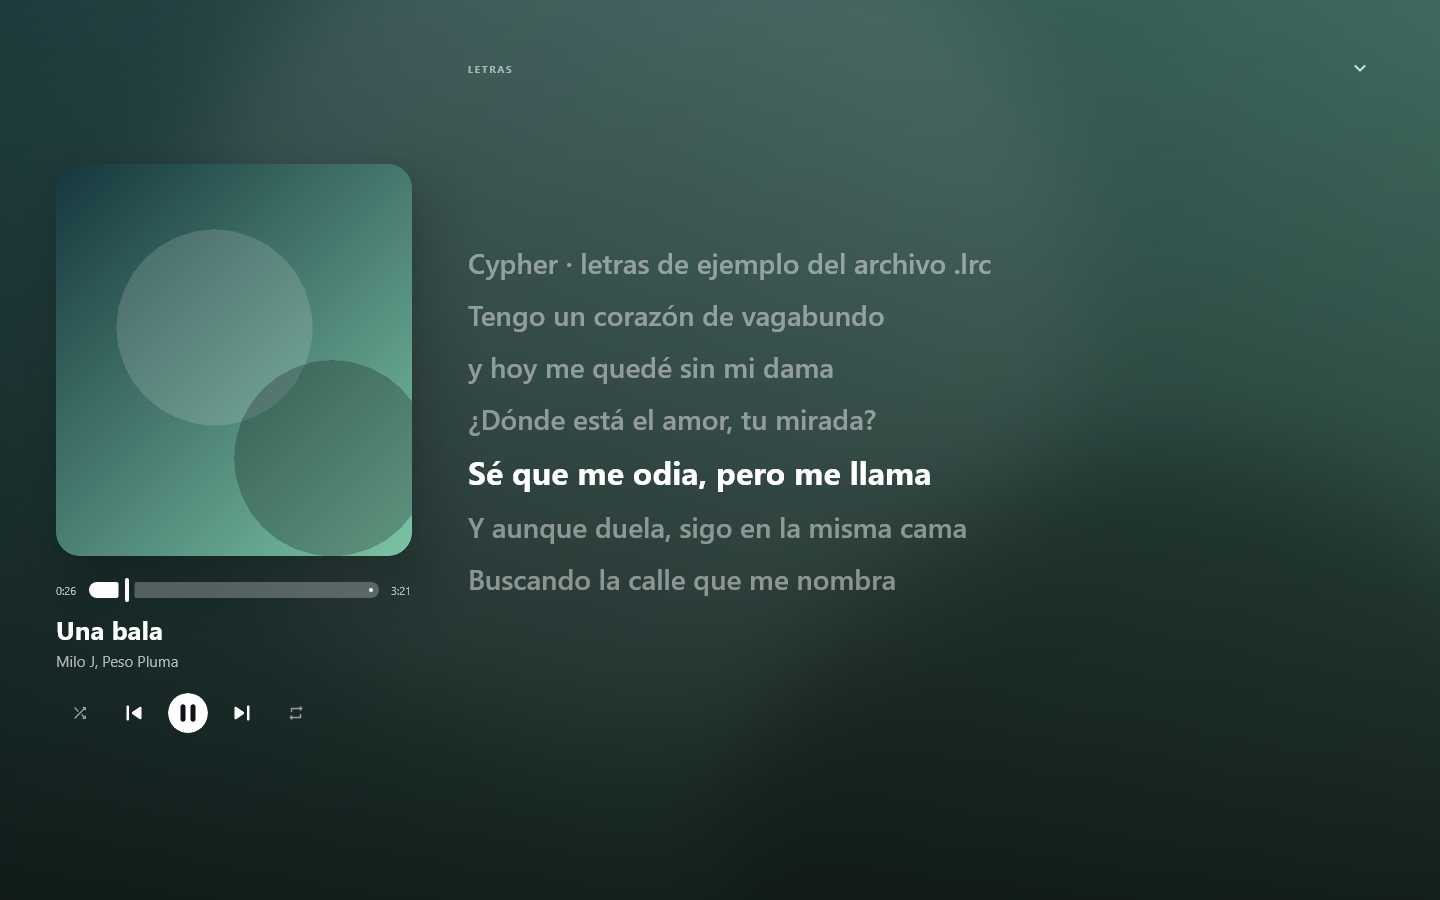 LETRAS
Cypher · letras de ejemplo del archivo .lrc
Tengo un corazón de vagabundo
y hoy me quedé sin mi dama
¿Dónde está el amor, tu mirada?
Sé que me odia, pero me llama
Y aunque duela, sigo en la misma cama
Buscando la calle que me nombra
0:26
3:21
Una bala
Milo J, Peso Pluma